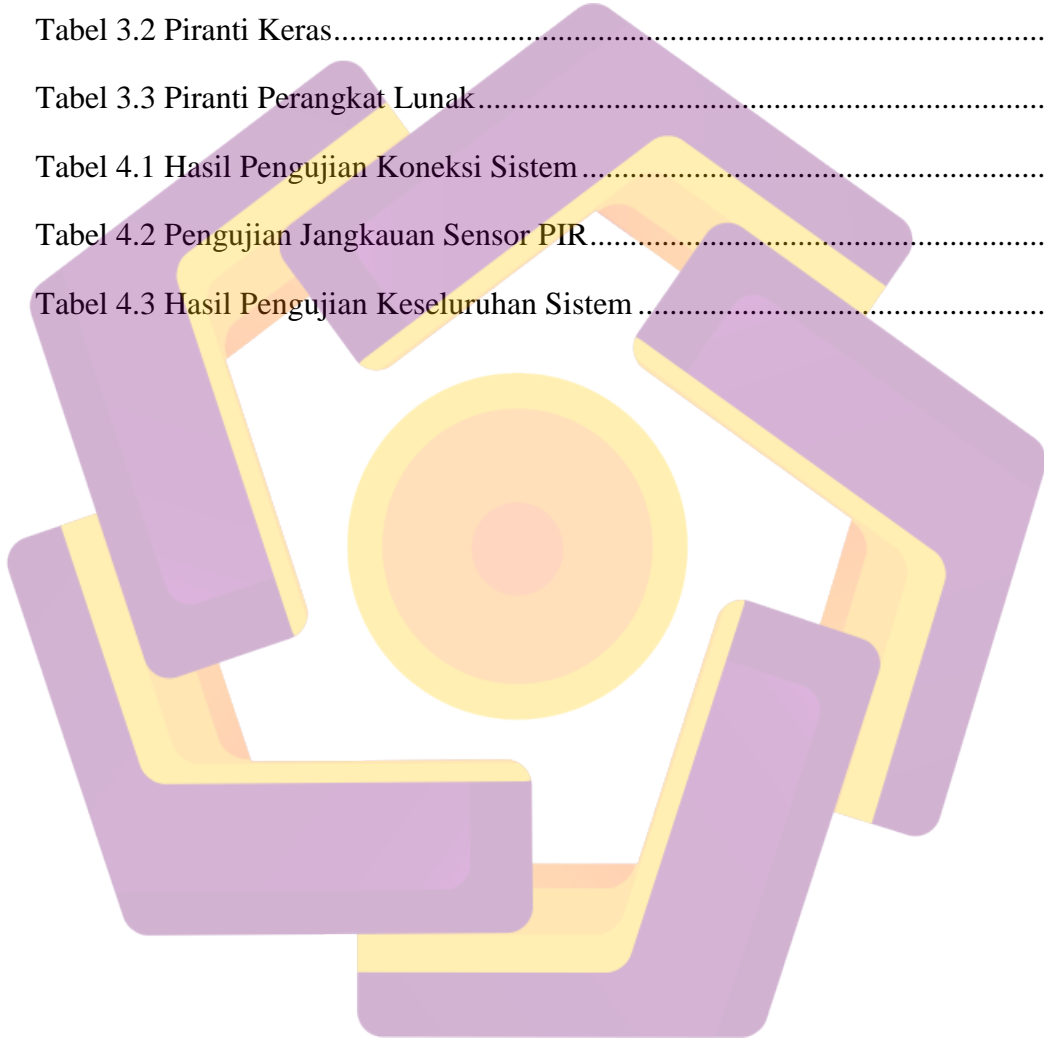 Tabel 3.2 Piranti Keras..........................................................................................
Tabel 3.3 Piranti Perangkat Lunak........................................................................
Tabel 4.1 Hasil Pengujian Koneksi Sistem ...........................................................
Tabel 4.2 Pengujian Jangkauan Sensor PIR..........................................................
Tabel 4.3 Hasil Pengujian Keseluruhan Sistem ....................................................